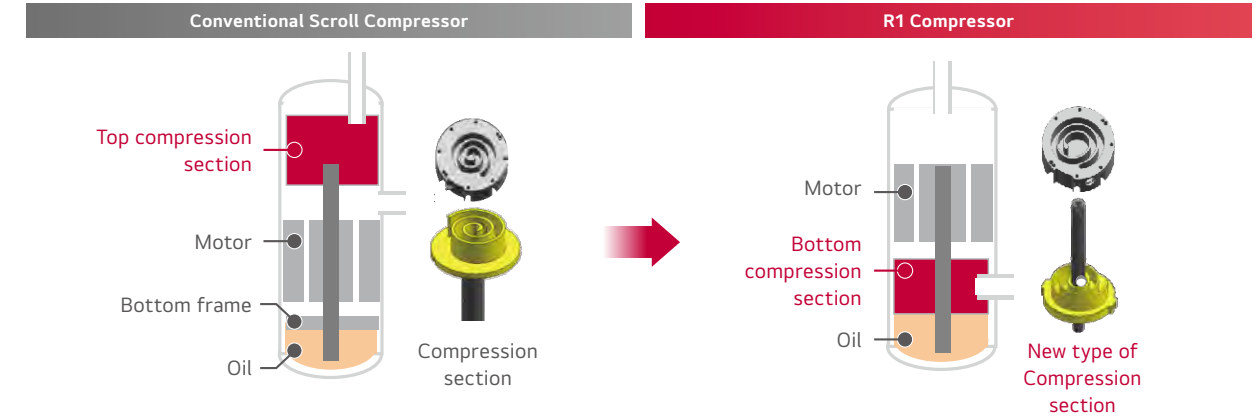 Conventional Scroll Compressor
R1 Compressor
Top compression
section
Motor
Bottom frame
Oil
Compression
section
Motor
Bottom
compression
section
Oil
New type of
Compression
section